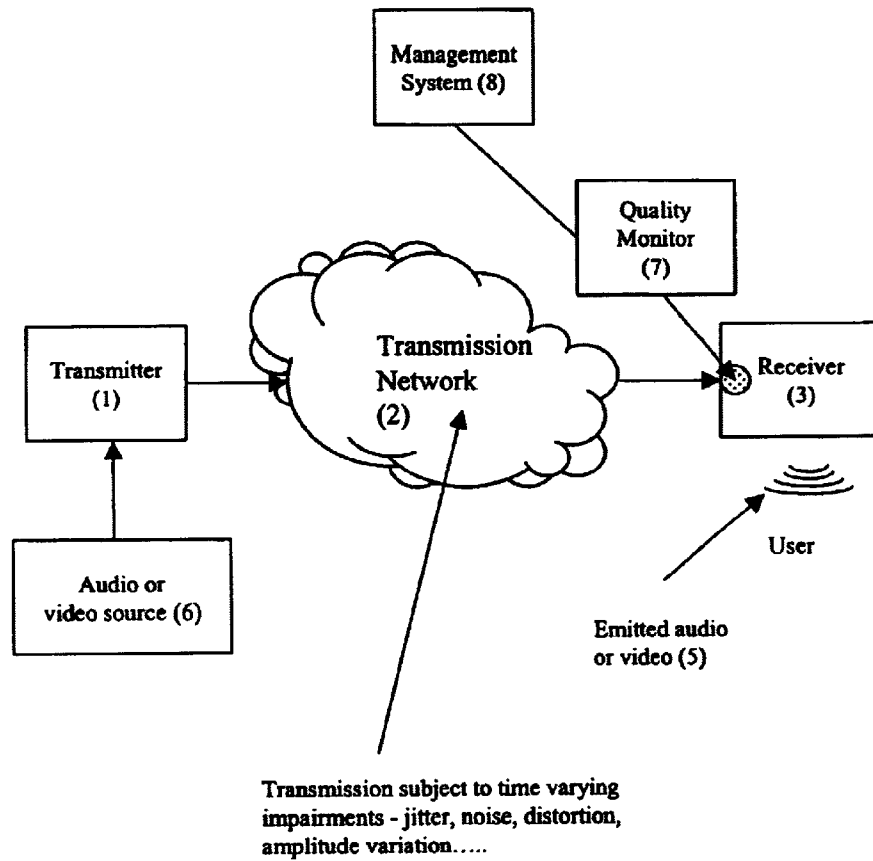 Management
System (8)
Quality
Monitor
(7)
Transmission
Network
(2)
Transmitter
(1)
Receiver
(3)
User
Audio or
video source (6)
Emitted audio
or video (5)
Transmission subject to time varying
impairments - jitter, noise, distortion,
amplitude variation.....